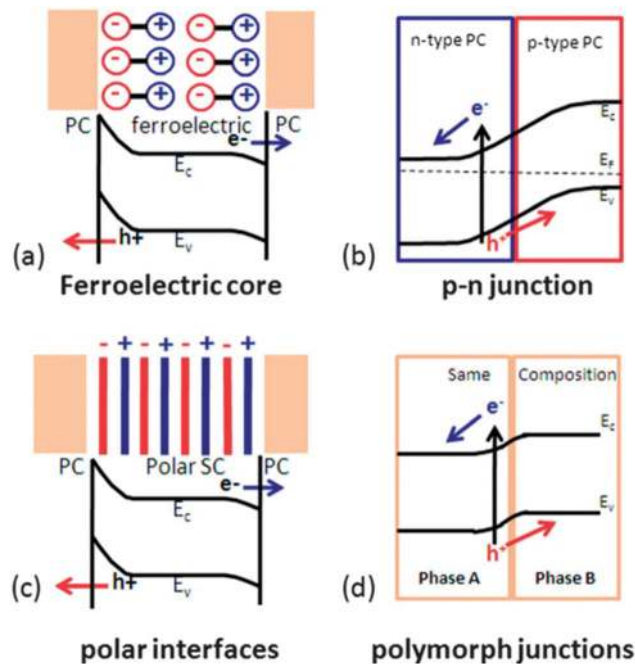 - + - +
- + - +
- + - +
PC ferroelectric PC
e-
Ec
h+ Ev
(a)
Ferroelectric core
n-type PC p-type PC
e-
Ec
EF
Ev
h+
(b)
p-n junction
- + - + - + - +
PC Polar SC PC
e-
Ec
h+ Ev
(c)
polar interfaces
Same Composition
e-
Ec
Ev
h+
Phase A Phase B
(d)
polymorph junctions